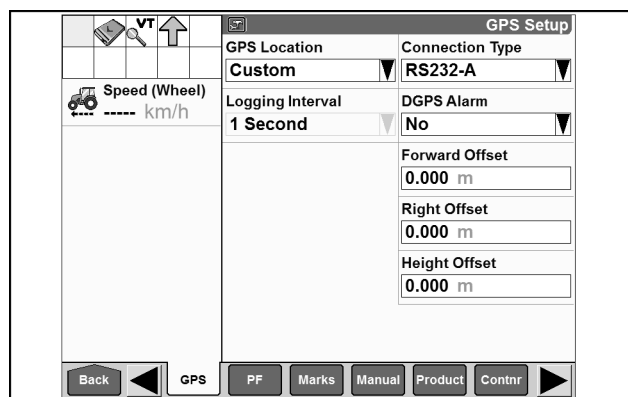 VT
GPS Setup
GPS Location
Connection Type
Custom
RS232-A
Speed (Wheel)
----- km/h
Logging Interval
DGPS Alarm
1 Second
No
Forward Offset
0.000 m
Right Offset
0.000 m
Height Offset
0.000 m
Back
GPS
PF
Marks
Manual
Product
Contnr